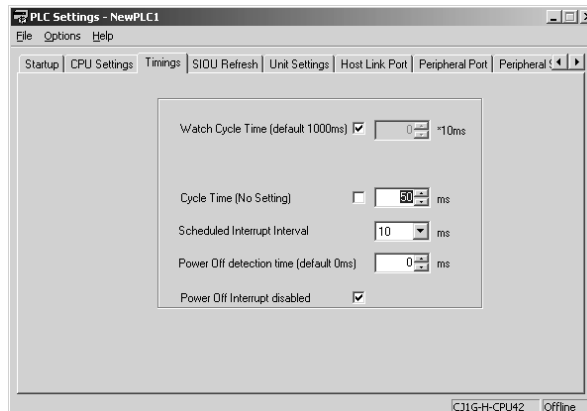 PLC Settings - NewPLC1
File Options Help
Startup CPU Settings Timings SIOU Refresh Unit Settings Host Link Port Peripheral Port Peripheral
Watch Cycle Time (default 1000ms) 0 *10ms
Cycle Time (No Setting) 50 ms
Scheduled Interrupt Interval 10 ms
Power Off detection time (default 0ms) 0 ms
Power Off Interrupt disabled
CJ1G-H-CPU42 Offline